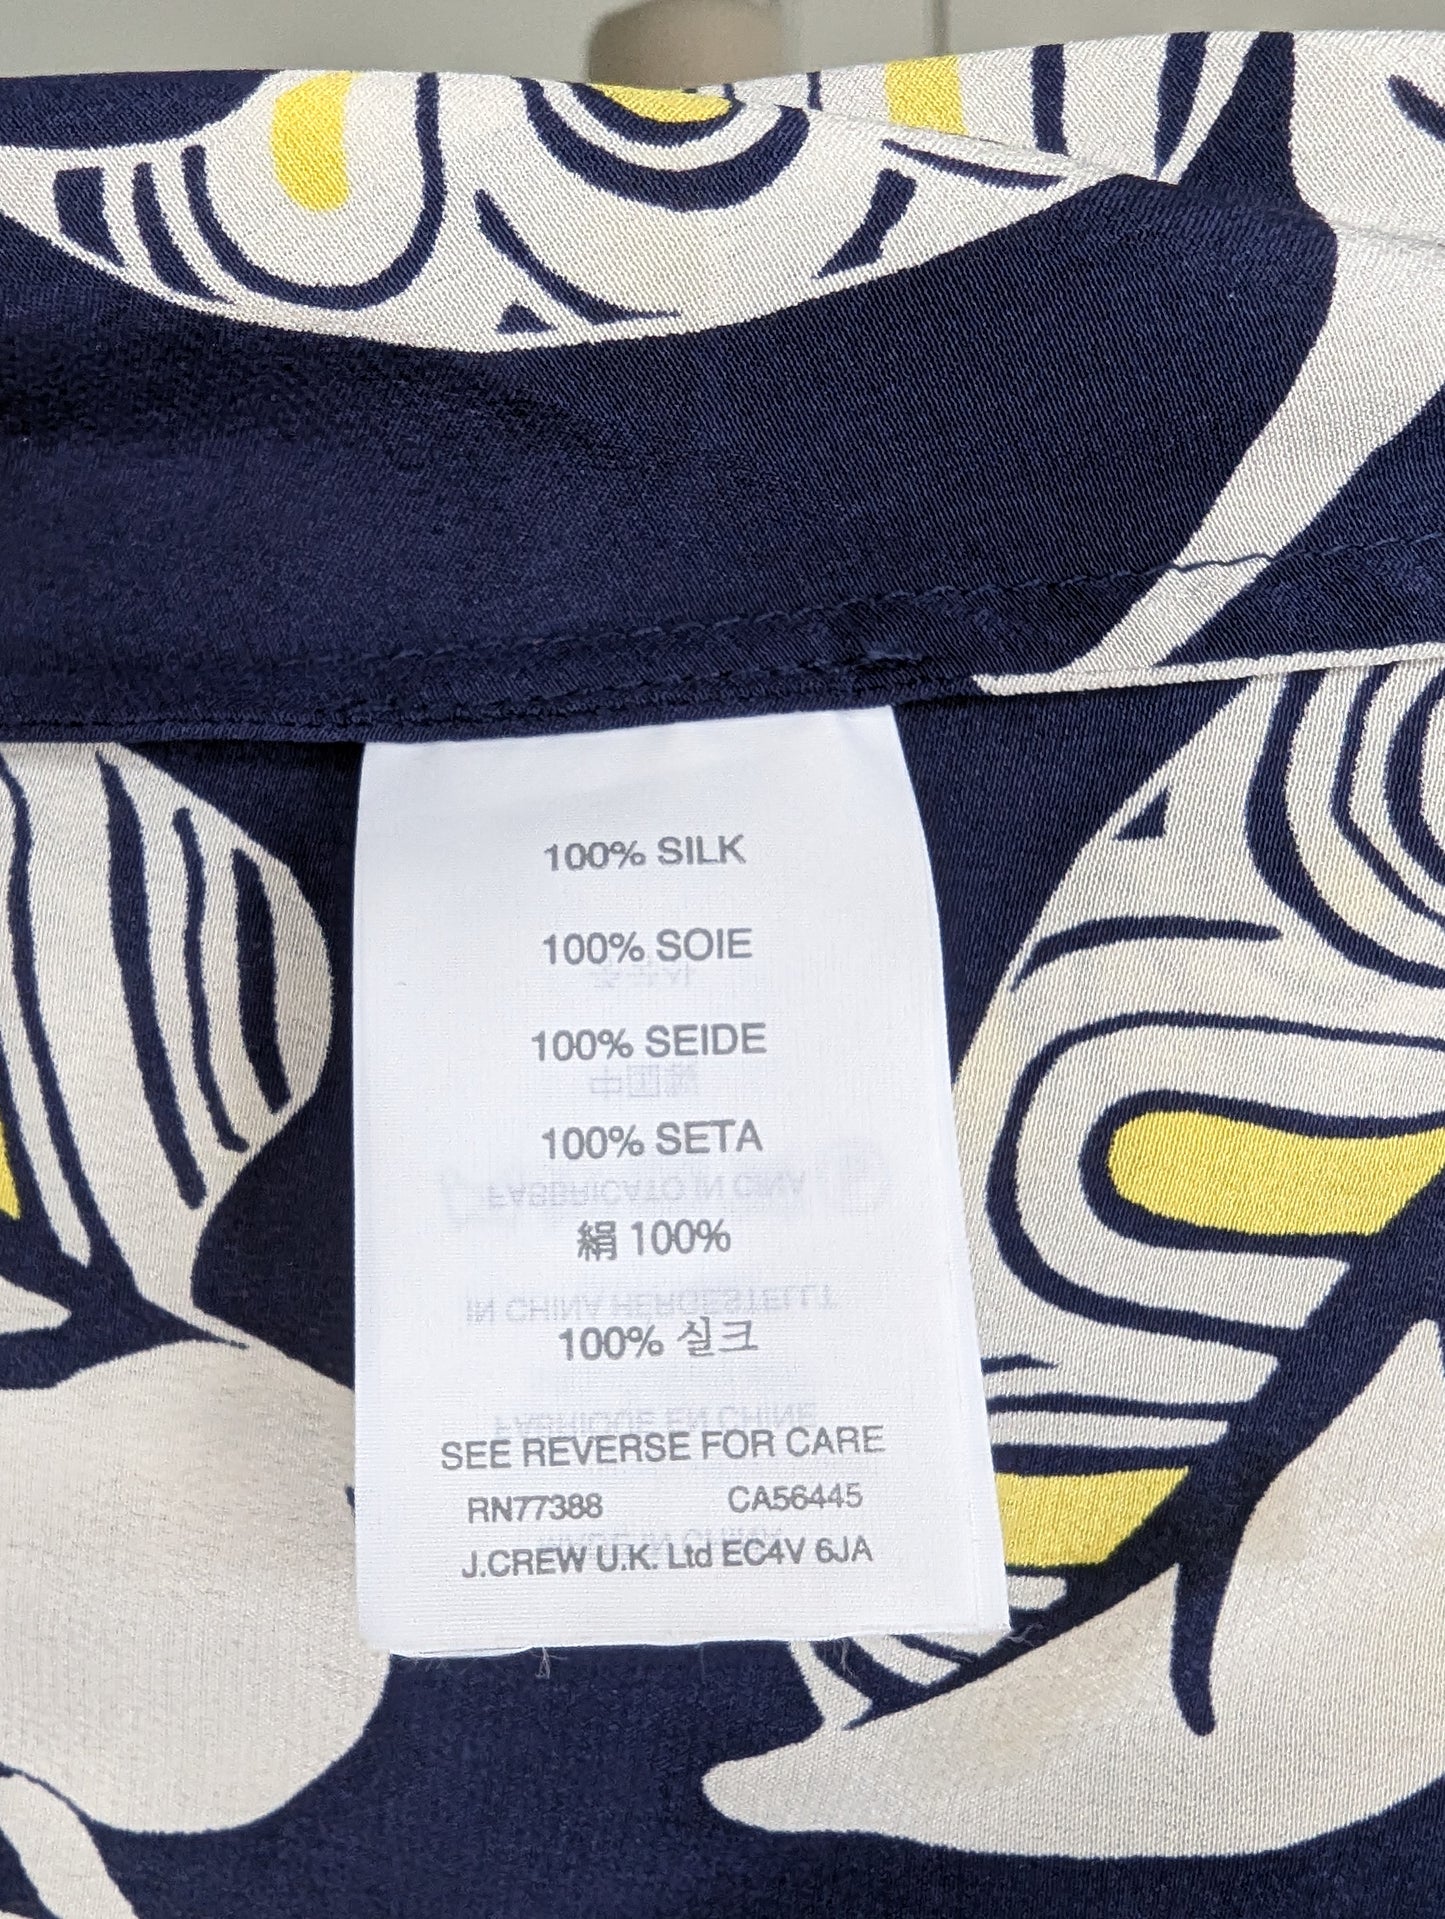 100% SILK
100% SOIE
100% SEIDE
100% SETA
絹 100%
100% 실크
SEE REVERSE FOR CARE
RN77388 CA56445
J.CREW U.K. Ltd EC4V 6JA